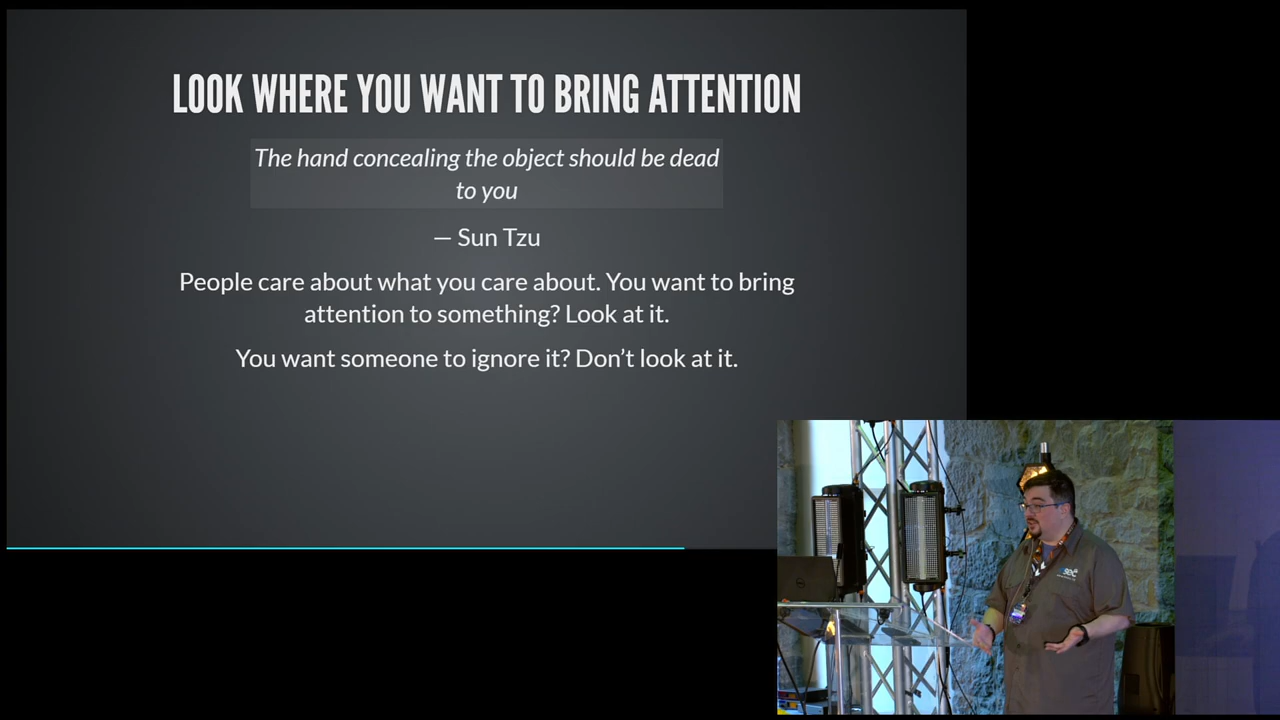 LOOK WHERE YOU WANT TO BRING ATTENTION
The hand concealing the object should be dead
to you
— Sun Tzu
People care about what you care about. You want to bring
attention to something? Look at it.
You want someone to ignore it? Don’t look at it.